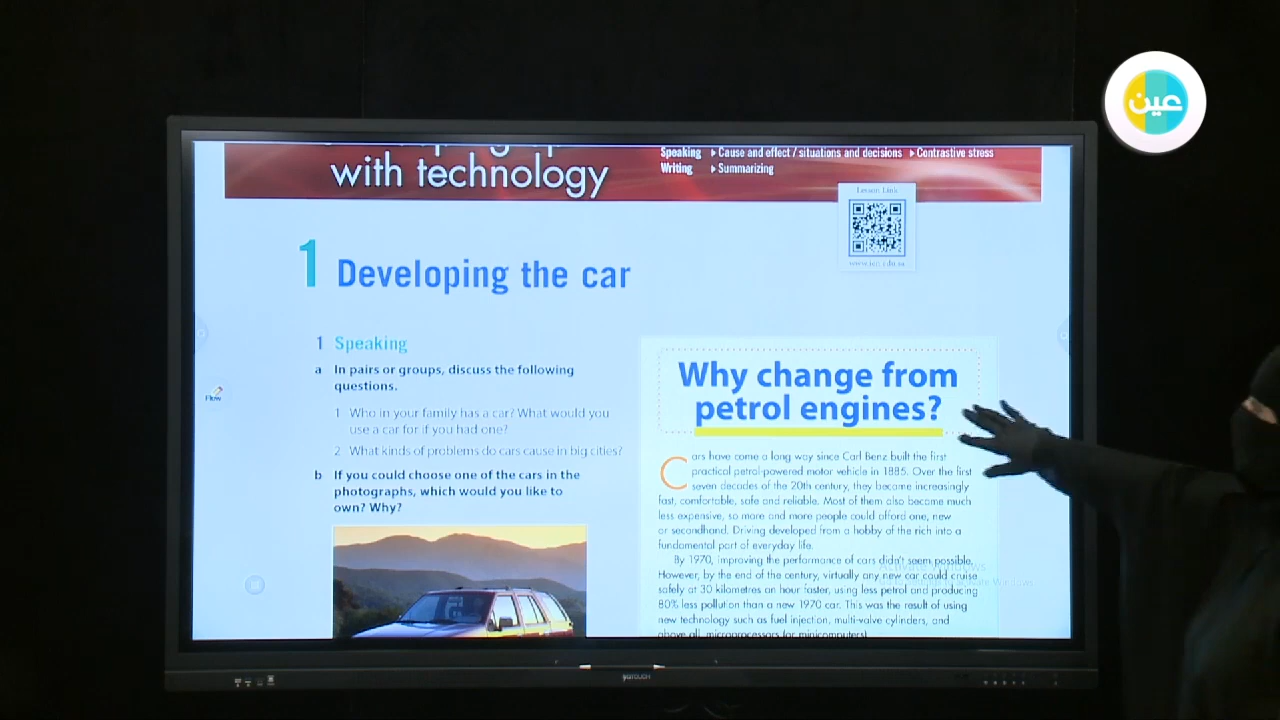 عين
with technology
Speaking ▸ Cause and effect / situations and decisions ▸ Contrastive stress
Writing ▸ Summarizing
Lesson Link
1 Developing the car
1 Speaking
a In pairs or groups, discuss the following
questions.
1 Who in your family has a car? What would you
use a car for if you had one?
2 What kinds of problems do cars cause in big cities?
b If you could choose one of the cars in the
photographs, which would you like to
own? Why?
Why change from
petrol engines?
Cars have come a long way since Carl Benz built the first
practical petrol-powered motor vehicle in 1885. Over the first
seven decades of the 20th century, they became increasingly
fast, comfortable, safe and reliable. Most of them also became much
less expensive, so more and more people could afford one, new
or secondhand. Driving developed from a hobby of the rich into a
fundamental part of everyday life.
By 1970, improving the performance of cars didn't seem possible.
However, by the end of the century, virtually any new car could cruise
safely at 30 kilometres an hour faster, using less petrol and producing
80% less pollution than a new 1970 car. This was the result of using
new technology such as fuel injection, multi-valve cylinders, and
above all, microprocessors (or minicomputers)
Activate Windows